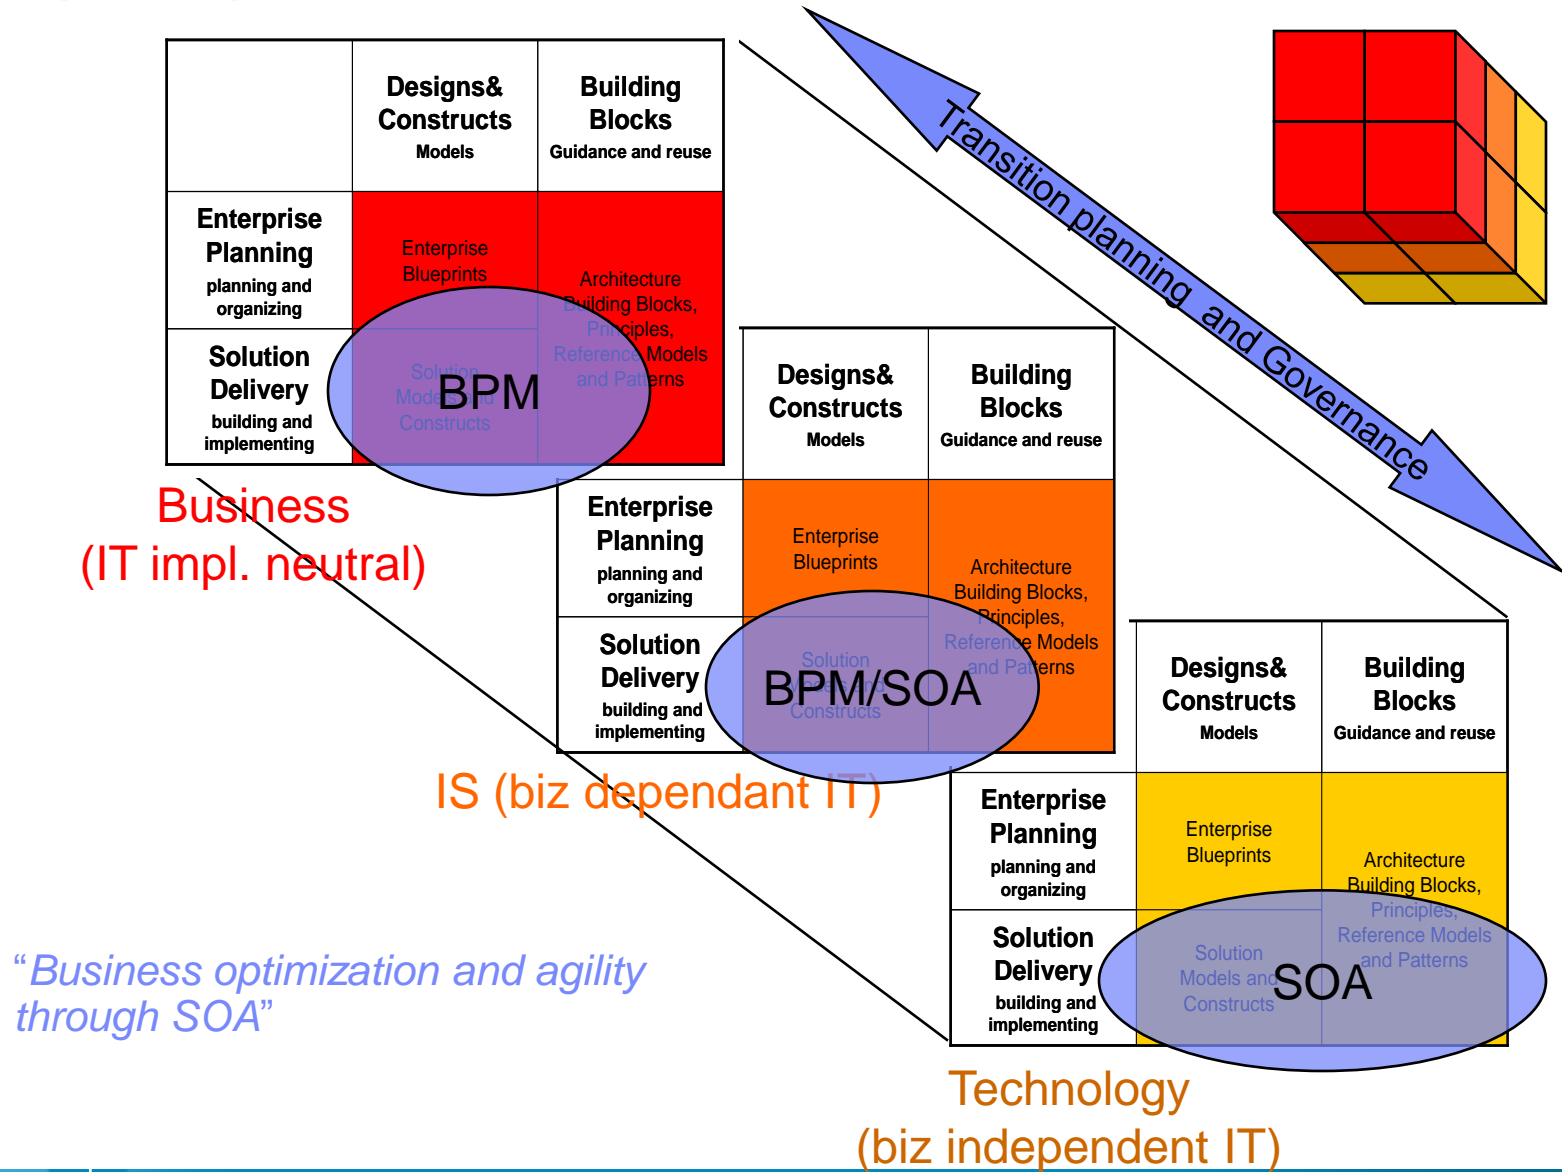 Designs&
Constructs
Models
Building
Blocks
Guidance and reuse
Enterprise
Planning
planning and
organizing
Enterprise
Blueprints
Architecture
Building Blocks,
Principles,
Reference Models
and Patterns
Solution
Delivery
building and
implementing
Solution
Models and
Constructs
BPM
Business
(IT impl. neutral)
Transition planning and Governance
Designs&
Constructs
Models
Building
Blocks
Guidance and reuse
Enterprise
Planning
planning and
organizing
Enterprise
Blueprints
Architecture
Building Blocks,
Principles,
Reference Models
and Patterns
Solution
Delivery
building and
implementing
Solution
Models and
Constructs
BPM/SOA
IS (biz dependant IT)
Designs&
Constructs
Models
Building
Blocks
Guidance and reuse
Enterprise
Planning
planning and
organizing
Enterprise
Blueprints
Architecture
Building Blocks,
Principles,
Reference Models
and Patterns
Solution
Delivery
building and
implementing
Solution
Models and
Constructs
SOA
Technology
(biz independent IT)
“Business optimization and agility
through SOA”